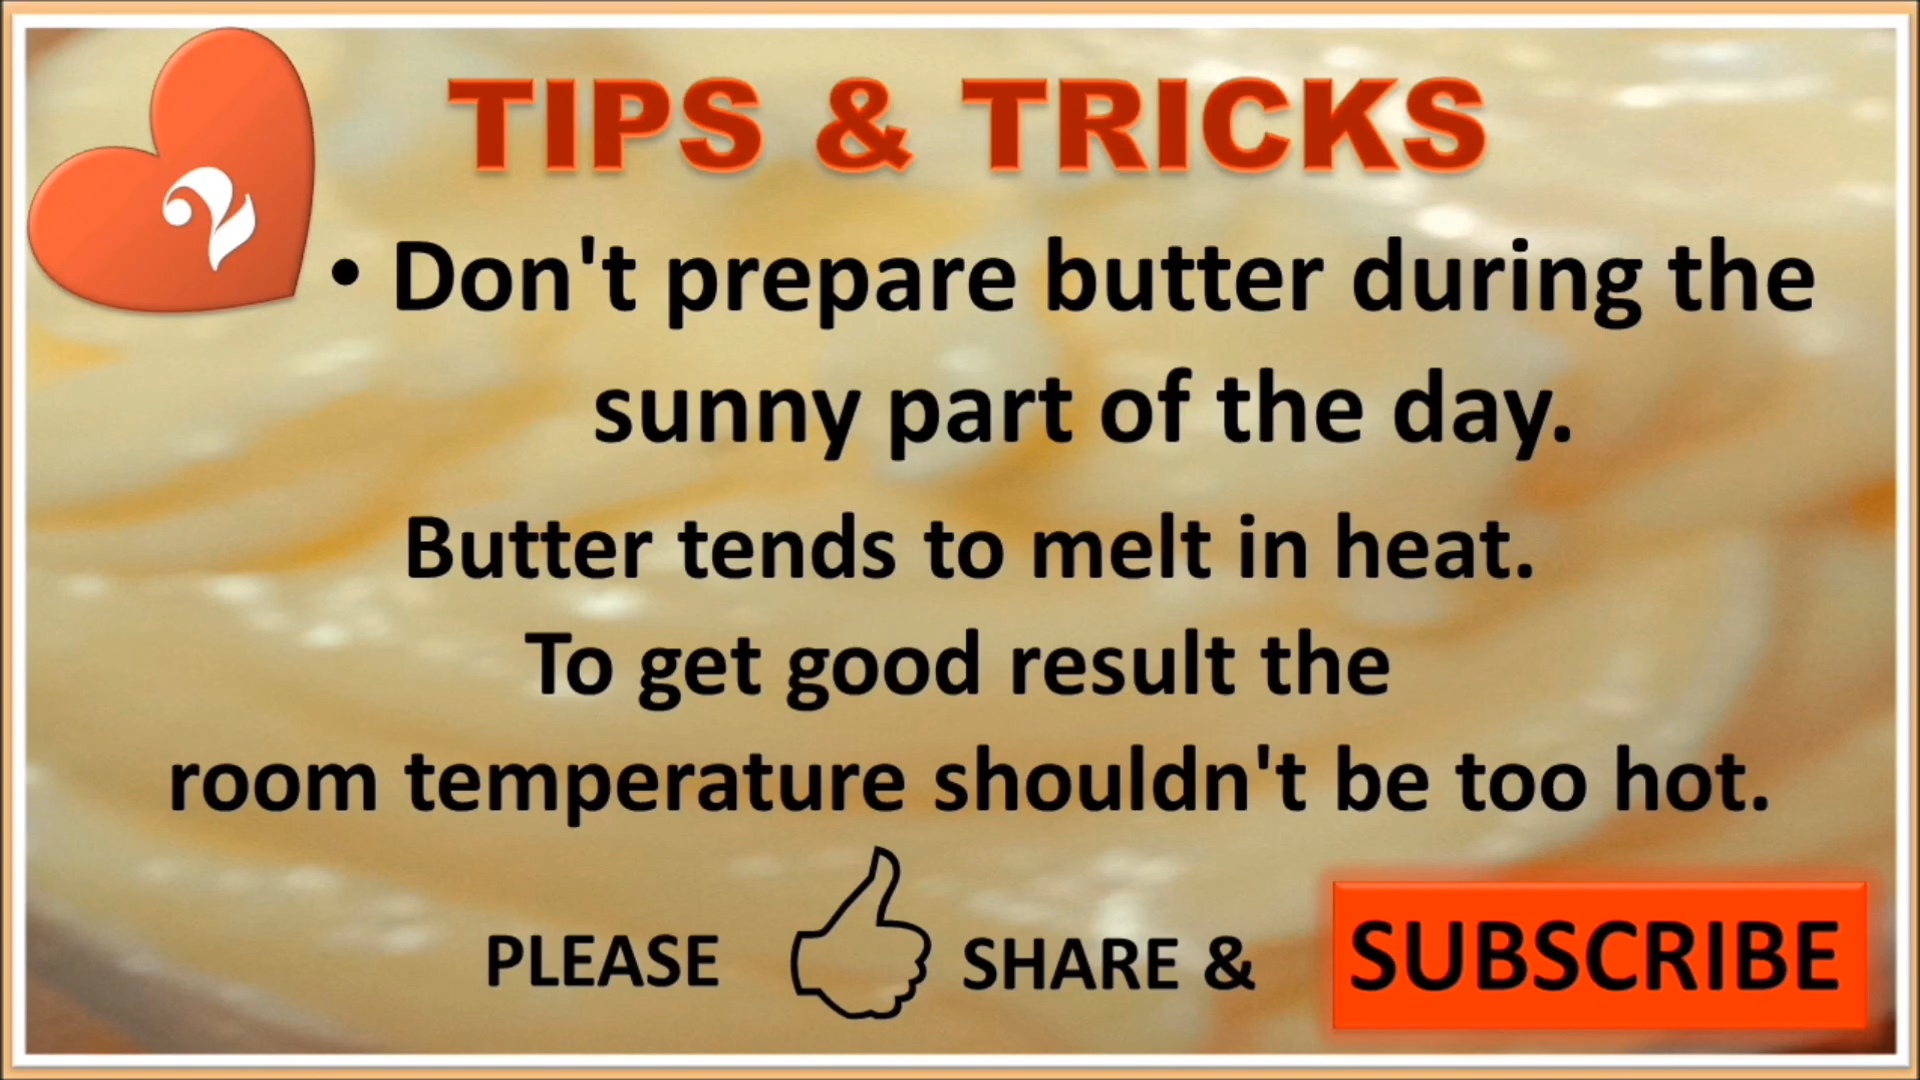 2
TIPS & TRICKS
• Don't prepare butter during the
sunny part of the day.
Butter tends to melt in heat.
To get good result the
room temperature shouldn't be too hot.
PLEASE SHARE & SUBSCRIBE